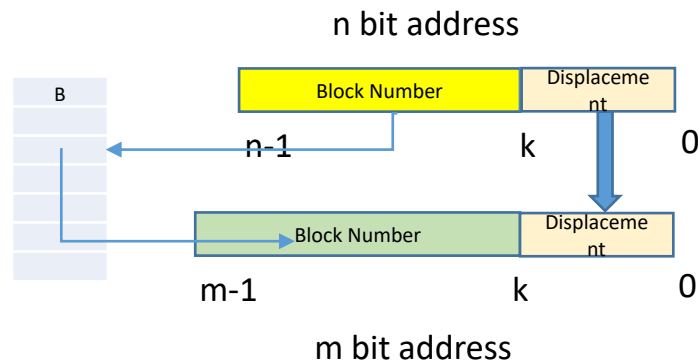 n bit address
B
Block Number
Displaceme
nt
n-1
k
0
Block Number
Displaceme
nt
m-1
k
0
m bit address